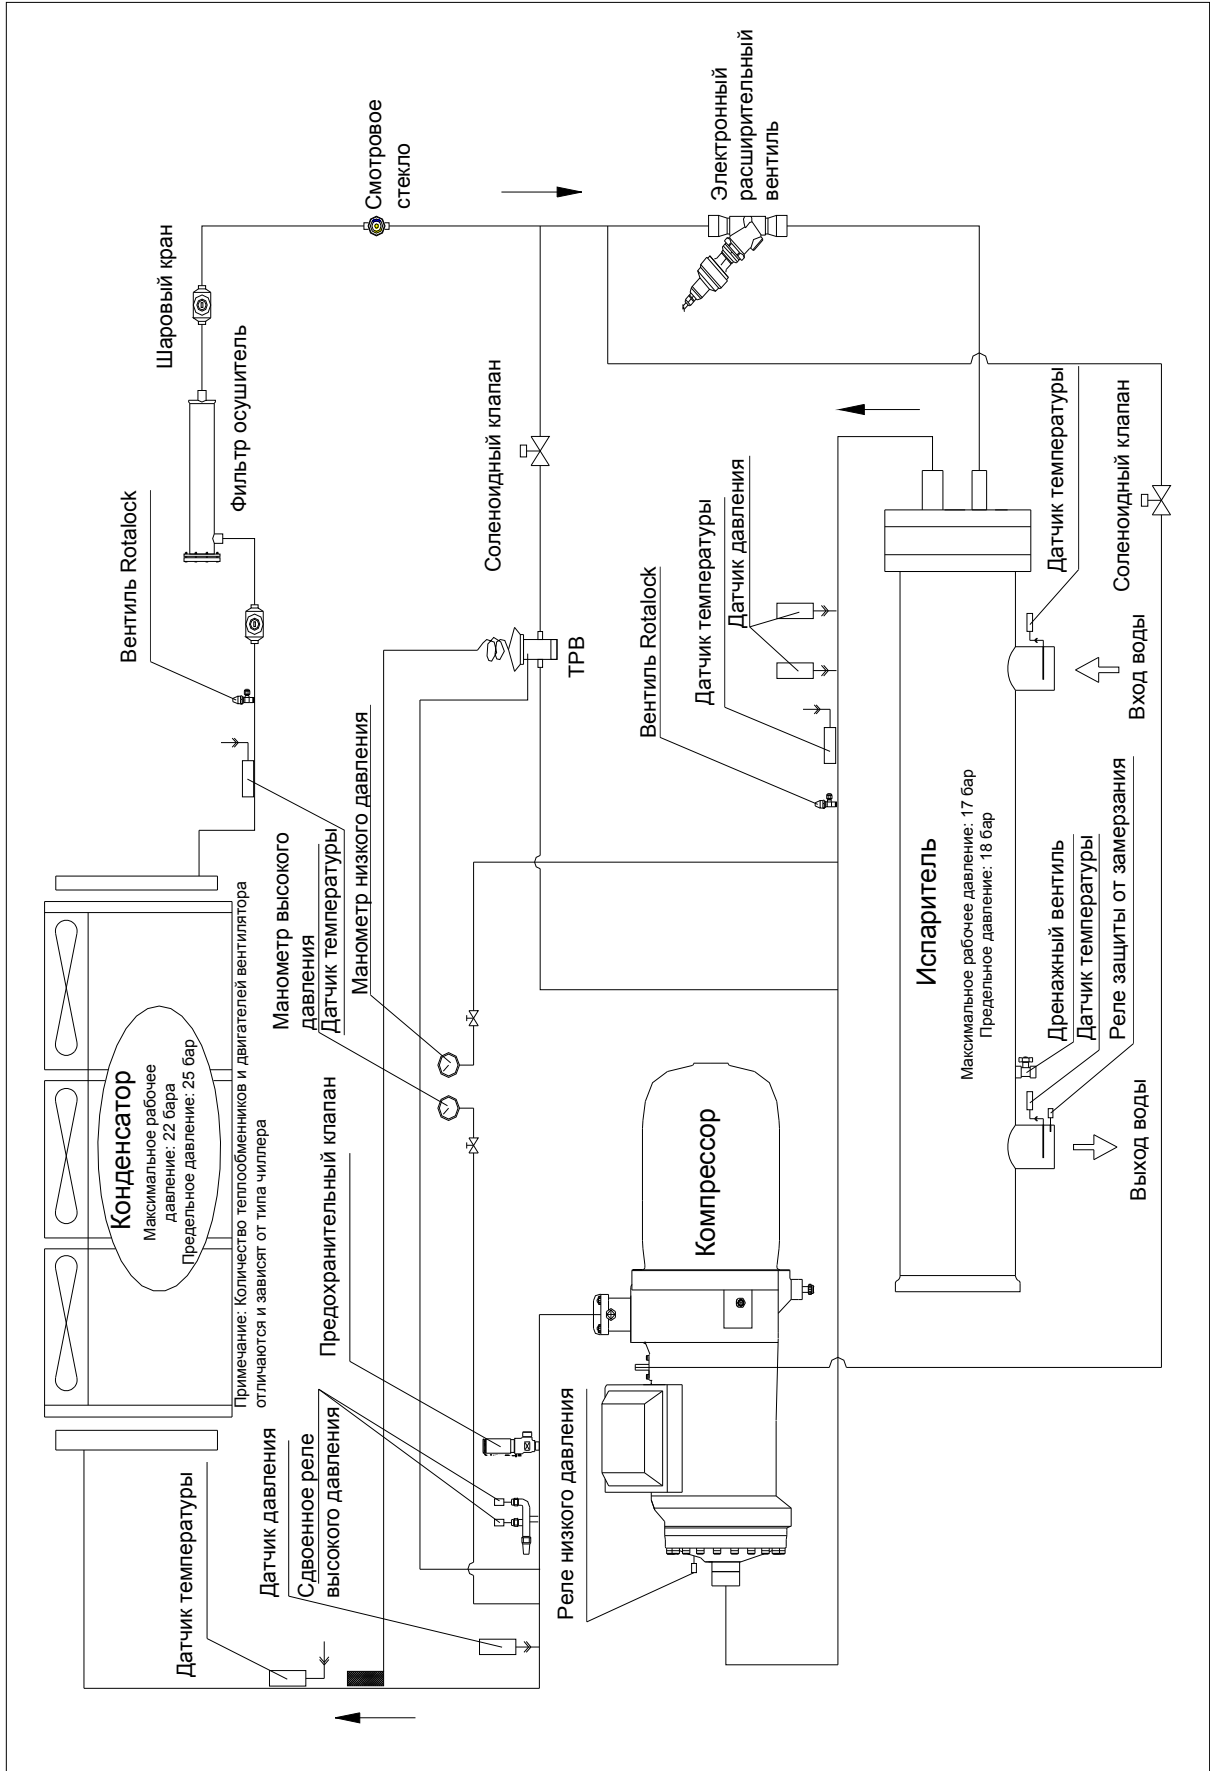 Конденсатор
Максимальное рабочее
давление: 22 бара
Предельное давление: 25 бар
Примечание: Количество теплообменников и двигателей вентилятора
отличаются и зависят от типа чиллера
Вентиль Rotalock
Шаровый кран
Фильтр осушитель
Смотровое
стекло
Датчик температуры
Датчик давления
Сдвоенное реле
высокого давления
Предохранительный клапан
Манометр высокого
давления
Датчик температуры
Манометр низкого давления
Соленоидный клапан
ТРВ
Электронный
расширительный
вентиль
Реле низкого давления
Компрессор
Вентиль Rotalock
Датчик температуры
Датчик давления
Испаритель
Максимальное рабочее давление: 17 бар
Предельное давление: 18 бар
Дренажный вентиль
Датчик температуры
Реле защиты от замерзания
Выход воды
Вход воды
Датчик температуры
Соленоидный клапан